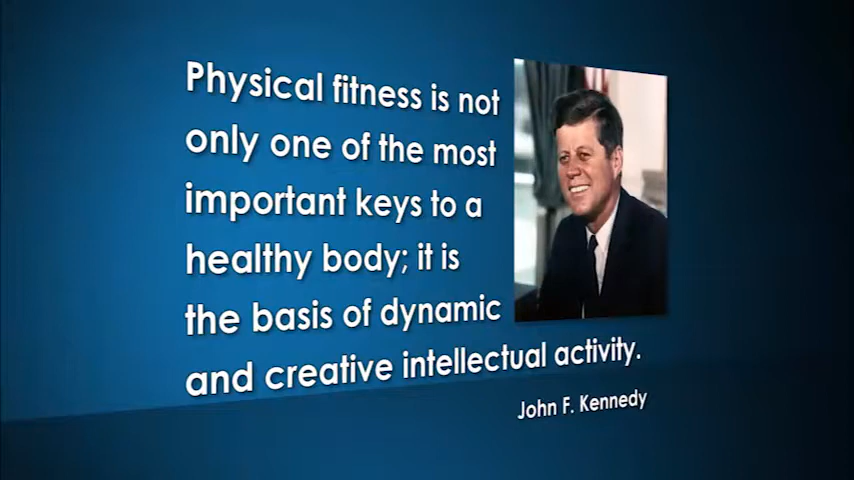 Physical fitness is not
only one of the most
important keys to a
healthy body; it is
the basis of dynamic
and creative intellectual activity.
John F. Kennedy